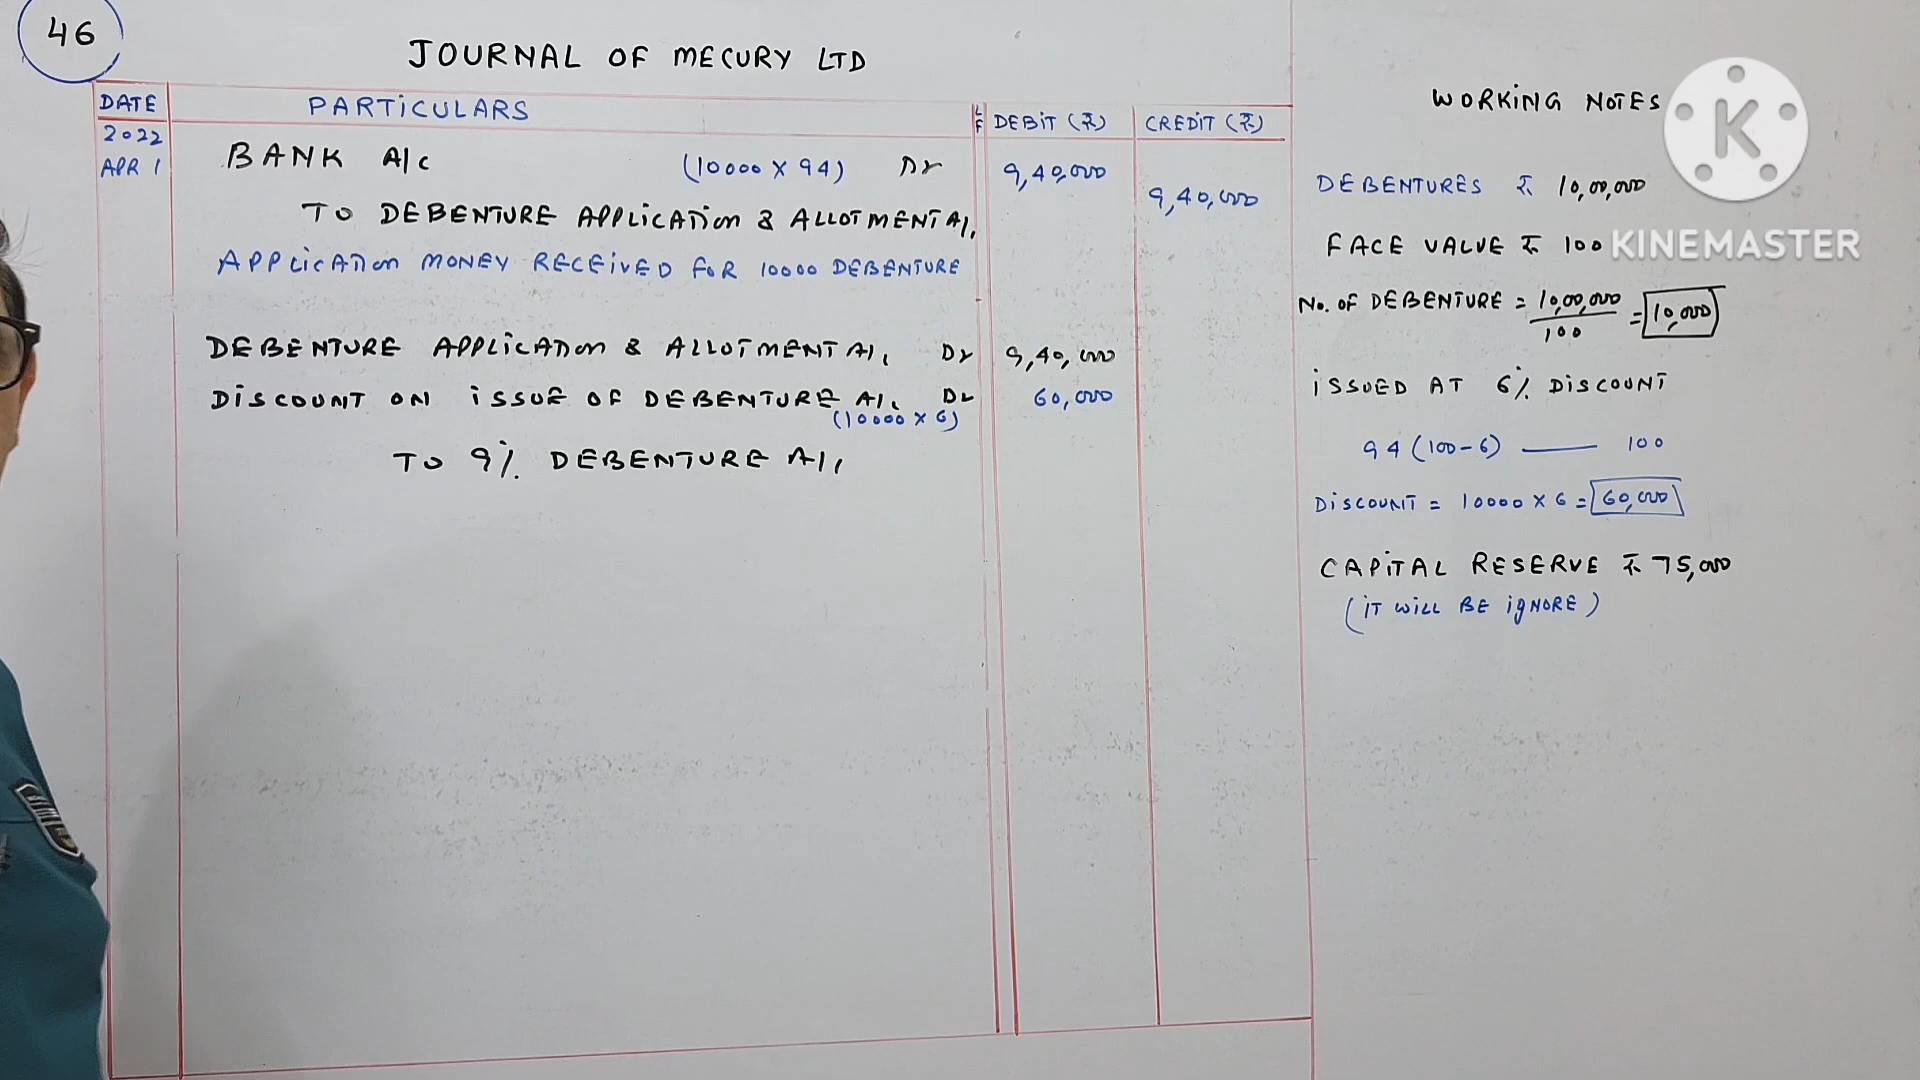 46
JOURNAL OF MECURY LTD
DATE PARTICULARS LF DEBIT (₹) CREDIT (₹)
2022
APR 1 BANK A/c (10000 X 94) Dr 9,40,000
TO DEBENTURE APPLICATION & ALLOTMENT A/c 9,40,000
APPLICATION MONEY RECEIVED FOR 10000 DEBENTURE
DEBENTURE APPLICATION & ALLOTMENT A/c Dr 9,40,000
DISCOUNT ON ISSUE OF DEBENTURE A/c Dr 60,000
(10000 X 6)
TO 9% DEBENTURE A/c
WORKING NOTES
K
KINEMASTER
DEBENTURES ₹ 10,00,000
FACE VALUE ₹ 100
NO. OF DEBENTURE = 10,00,000 / 100 = 10,000
ISSUED AT 6% DISCOUNT
94 (100-6) — 100
DISCOUNT = 10000 X 6 = 60,000
CAPITAL RESERVE ₹ 75,000
(IT WILL BE IGNORE)